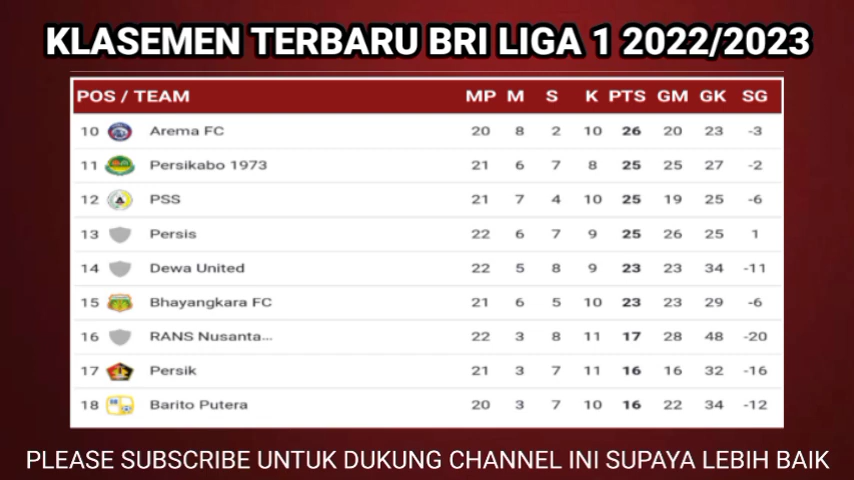 KLASEMEN TERBARU BRI LIGA 1 2022/2023
POS / TEAM MP M S K PTS GM GK SG
10 Arema FC 20 8 2 10 26 20 23 -3
11 Persikabo 1973 21 6 7 8 25 25 27 -2
12 PSS 21 7 4 10 25 19 25 -6
13 Persis 22 6 7 9 25 26 25 1
14 Dewa United 22 5 8 9 23 23 34 -11
15 Bhayangkara FC 21 6 5 10 23 23 29 -6
16 RANS Nusanta... 22 3 8 11 17 28 48 -20
17 Persik 21 3 7 11 16 16 32 -16
18 Barito Putera 20 3 7 10 16 22 34 -12
PLEASE SUBSCRIBE UNTUK DUKUNG CHANNEL INI SUPAYA LEBIH BAIK